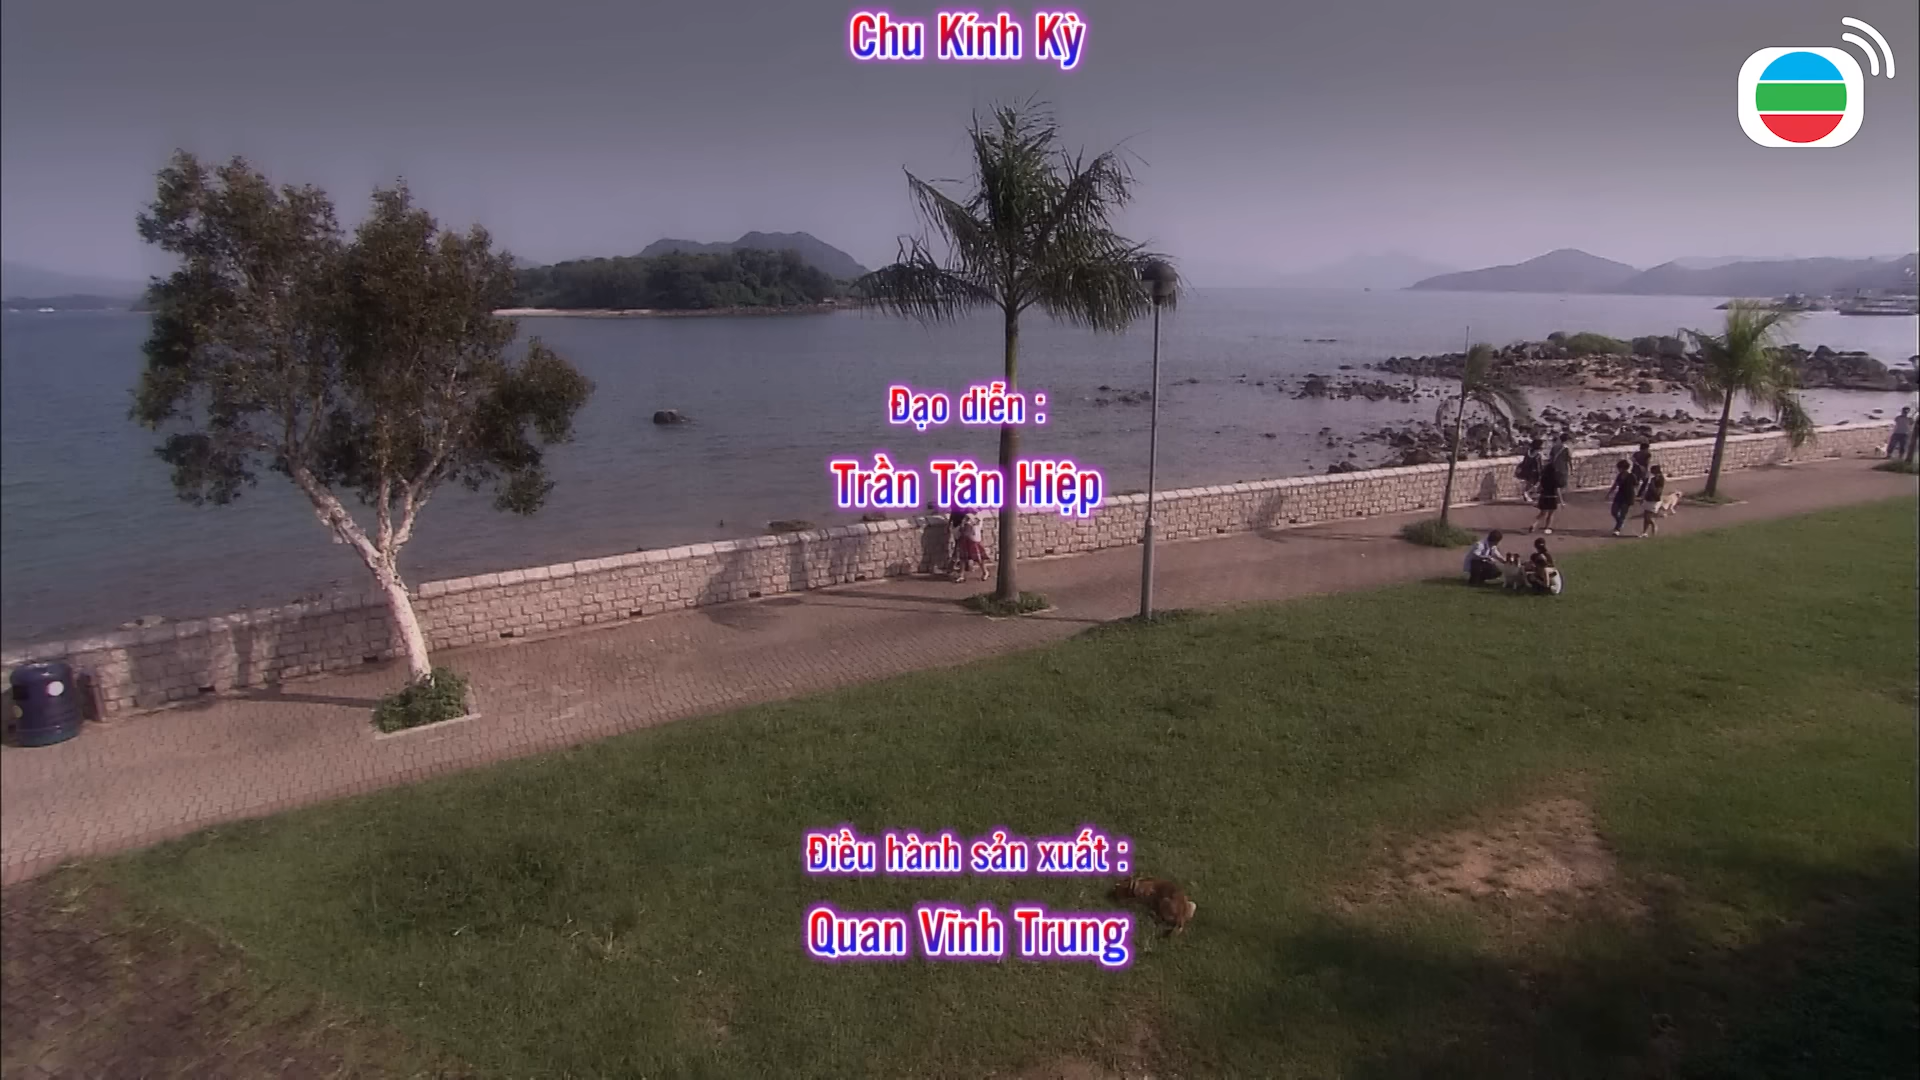 Chu Kính Kỳ
Đạo diễn :
Trần Tân Hiệp
Điều hành sản xuất :
Quan Vĩnh Trung